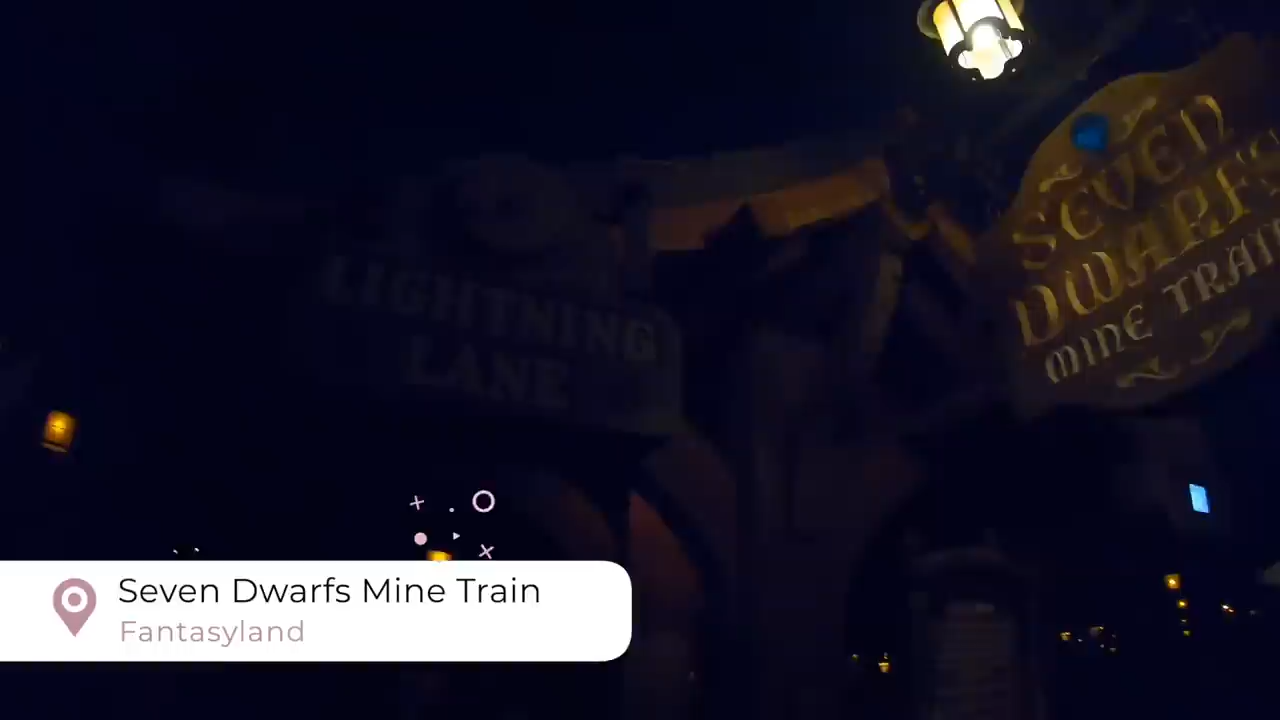 LIGHTNING
LANE
SEVEN
DWARFS
MINE TRAIN
Seven Dwarfs Mine Train
Fantasyland